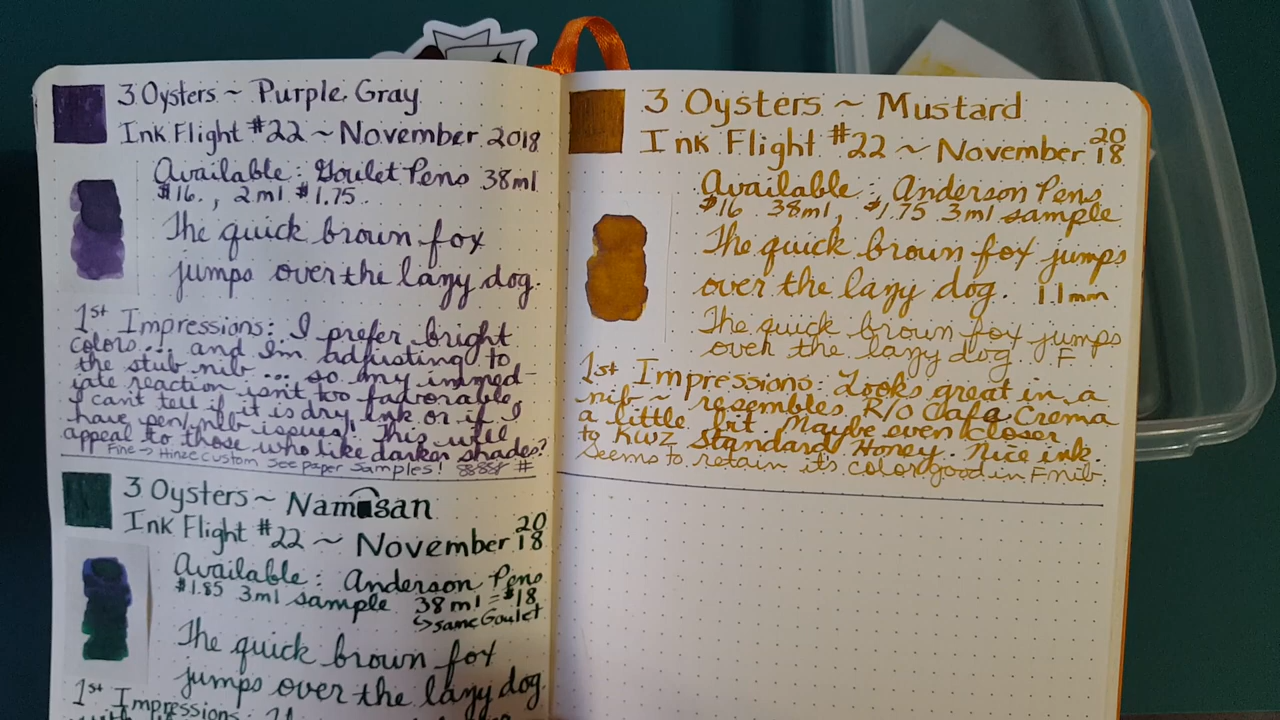 3 Oysters ~ Purple Gray
Ink Flight #22 ~ November 2018
Available: Goulet Pens 38ml
$16. , 2ml $1.75
The quick brown fox
jumps over the lazy dog.
1st Impressions: I prefer bright
colors... and I'm adjusting to
the stub nib ... so my immed=
iate reaction isn't too favorable.
I can't tell if it is dry ink or if I
have pen/nib issues. This will
appeal to those who like darker shades?
Fine → Hinze custom See paper samples!
3 Oysters ~ Namsan
Ink Flight #22 ~ November 2018
Available: Anderson Pens
$1.85 3ml sample 38ml = $18
↳ same Goulet
The quick brown fox
jumps over the lazy dog.
1st Impressions:
3 Oysters ~ Mustard
Ink Flight #22 ~ November 2018
Available: Anderson Pens
$16 38ml, $1.75 3ml sample
The quick brown fox jumps
over the lazy dog. 1.1mm
The quick brown fox jumps
over the lazy dog F
1st Impressions: Looks great in a
nib ~ resembles R/O Cafa Crema
a little bit. Maybe even closer
to KWZ Standard Honey. Nice ink.
Seems to retain it's color good in F nib.